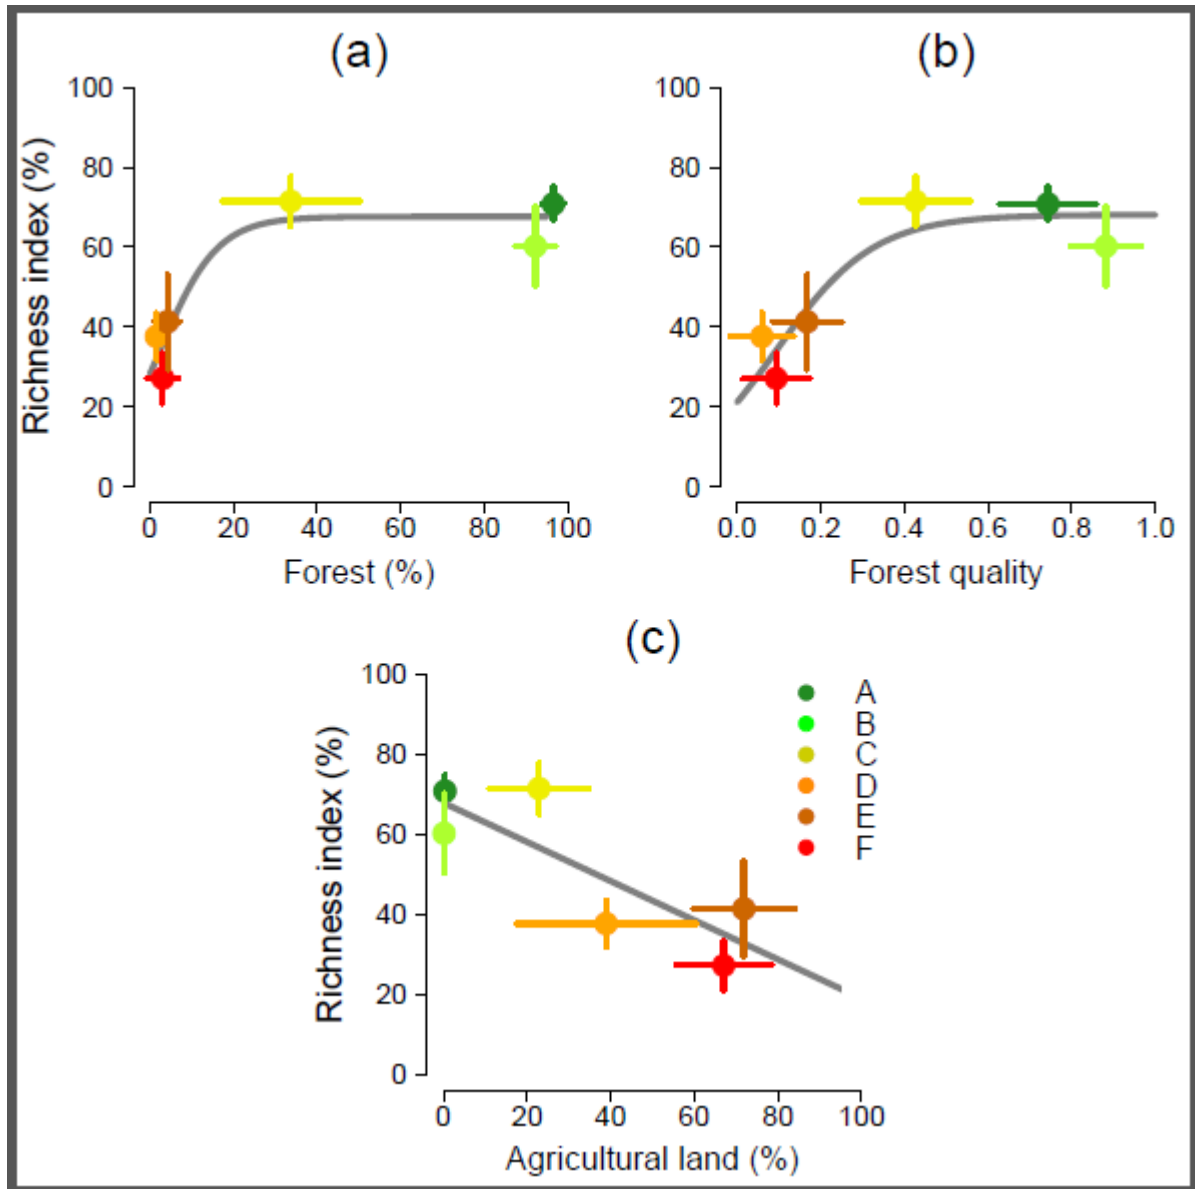 (a)
Richness index (%)
100
80
60
40
20
0
0 20 40 60 80 100
Forest (%)
(b)
100
80
60
40
20
0
0.0 0.2 0.4 0.6 0.8 1.0
Forest quality
(c)
Richness index (%)
100
80
60
40
20
0
0 20 40 60 80 100
Agricultural land (%)
A
B
C
D
E
F